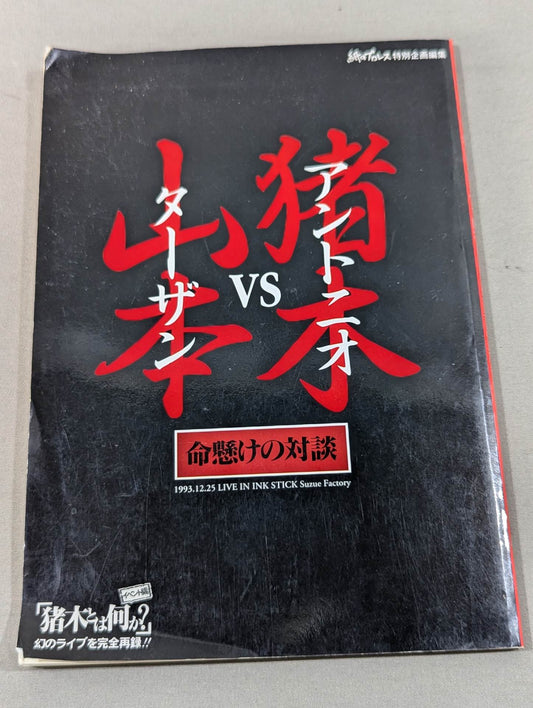 紙のプロレス特別企画編集
アントニオ
猪木
VS
ターザン
山本
命懸けの対談
1993.12.25 LIVE IN INK STICK Suzue Factory
イベント編
「猪木とは何か?」
幻のライブを完全再録!!